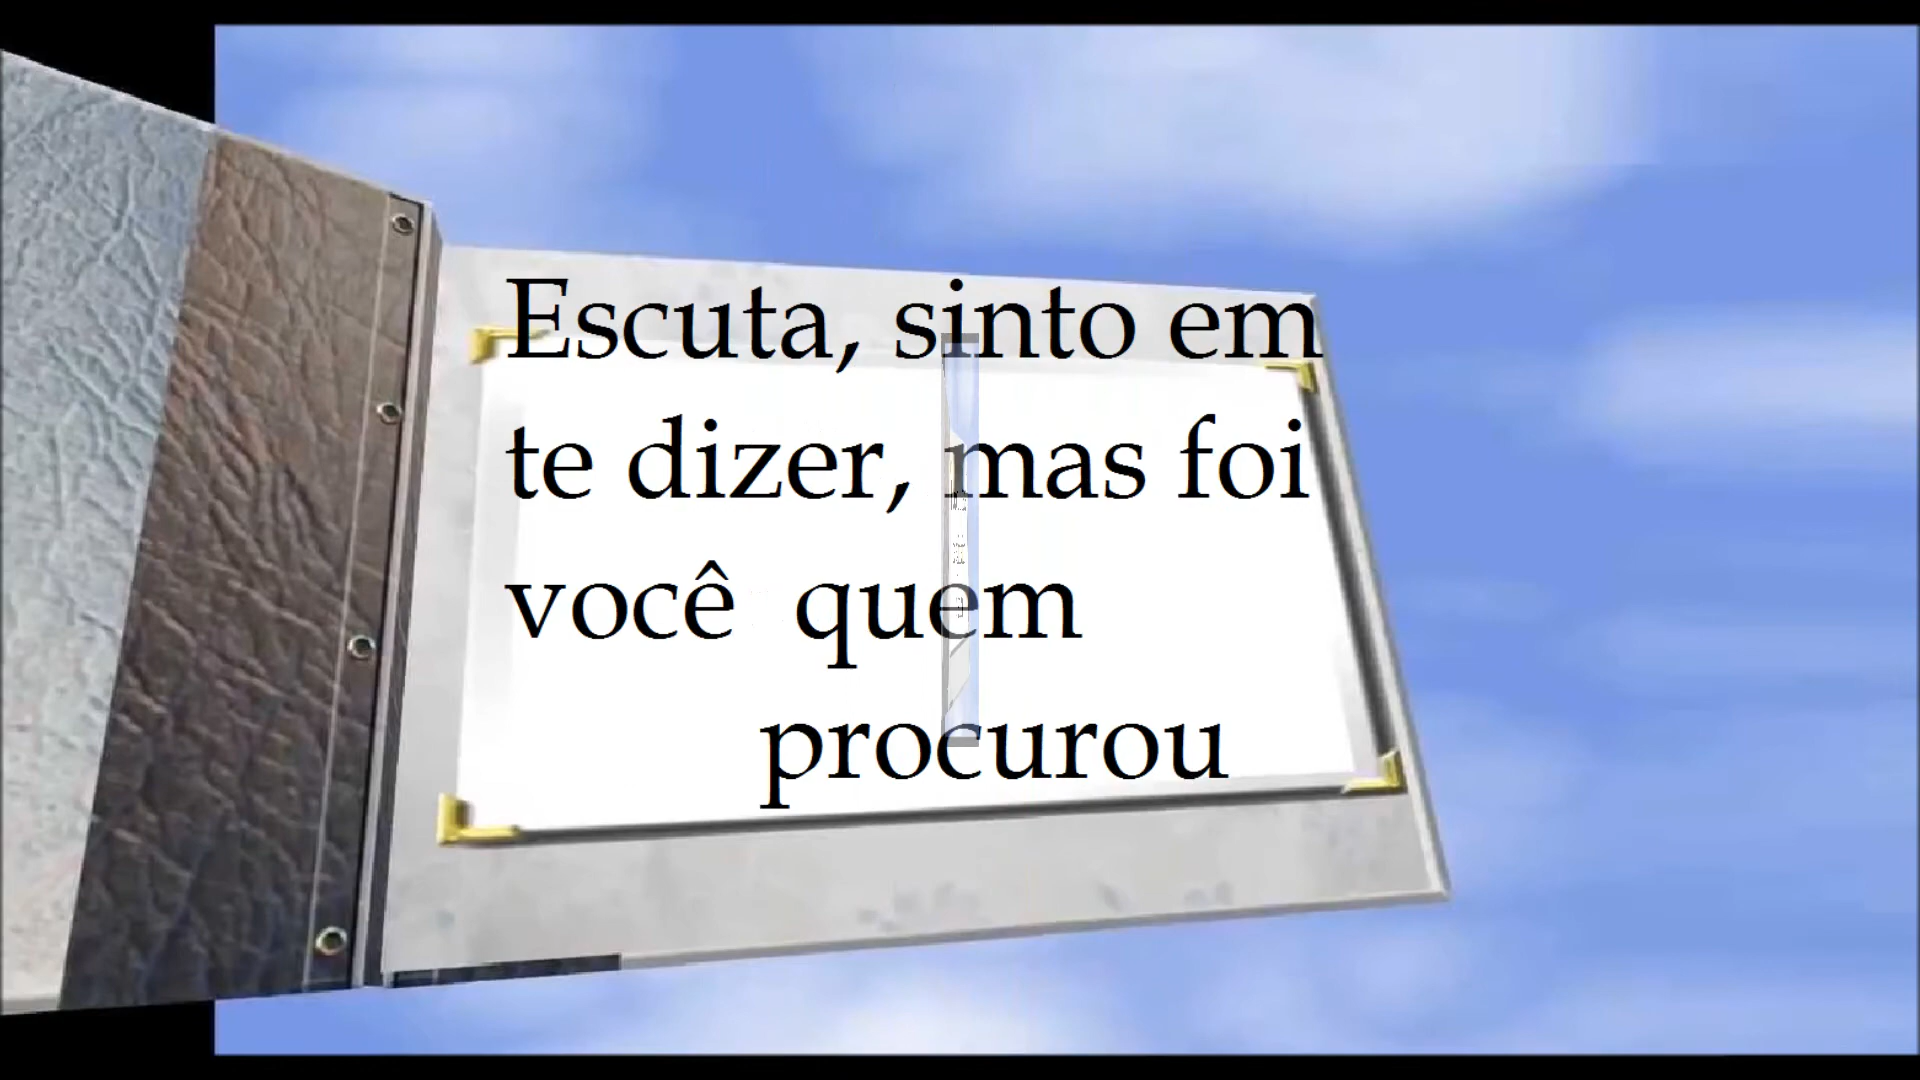 Escuta, sinto em
te dizer, mas foi
você quem
procurou